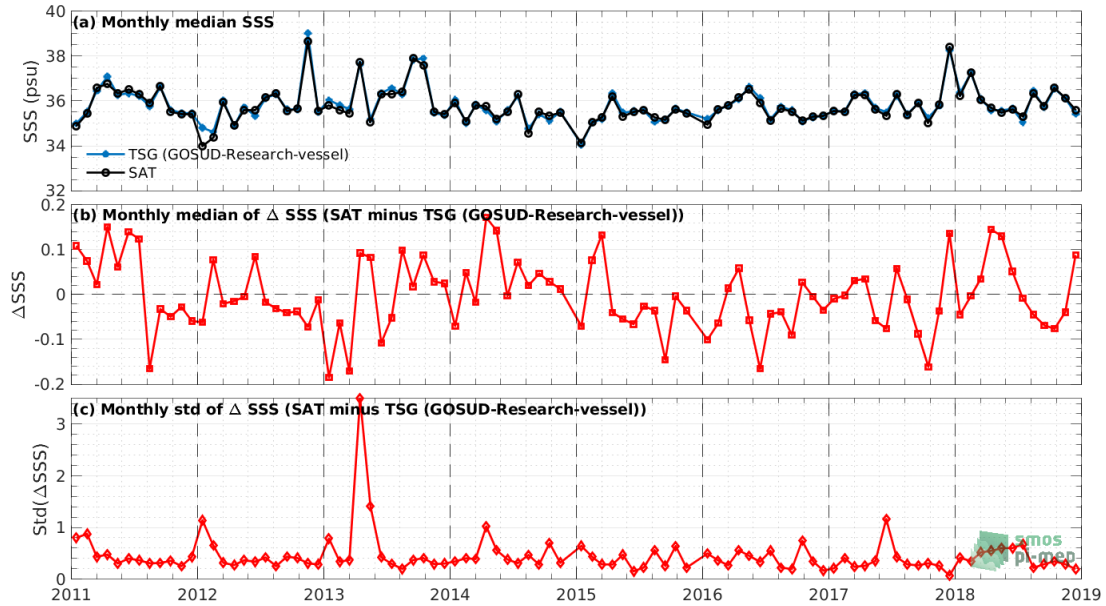 (a) Monthly median SSS
40
38
36
34
32
SSS (psu)
TSG (GOSUD-Research-vessel)
SAT
(b) Monthly median of Δ SSS (SAT minus TSG (GOSUD-Research-vessel))
0.2
0.1
0
-0.1
-0.2
ΔSSS
(c) Monthly std of Δ SSS (SAT minus TSG (GOSUD-Research-vessel))
3
2
1
0
Std(ΔSSS)
smos
pi-mep
2011 2012 2013 2014 2015 2016 2017 2018 2019